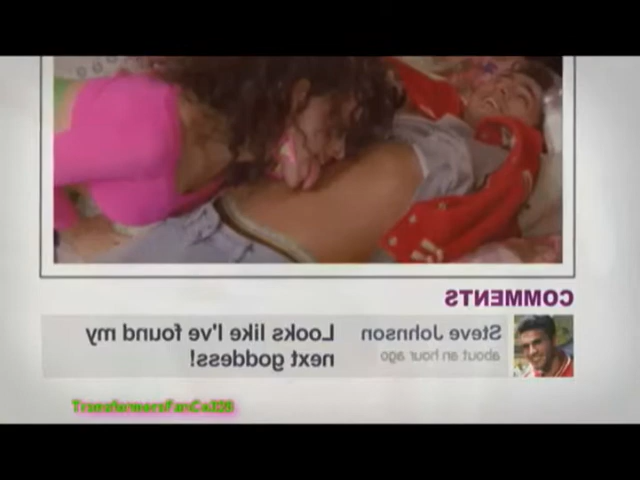 COMMENTS
Steve Johnson
about an hour ago
Looks like I've found my
next goddess!